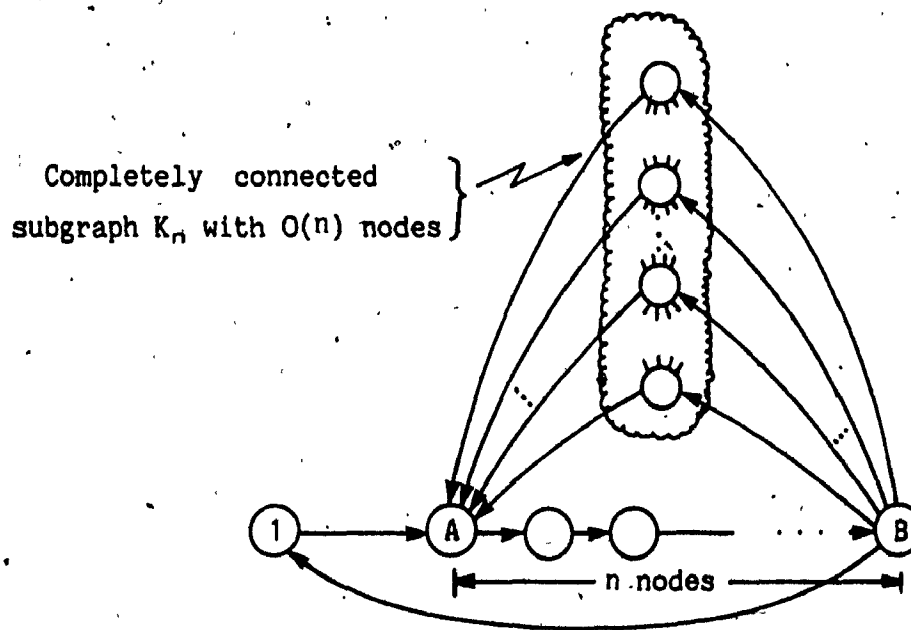 Completely connected
subgraph Kn with O(n) nodes
1
A
B
n nodes